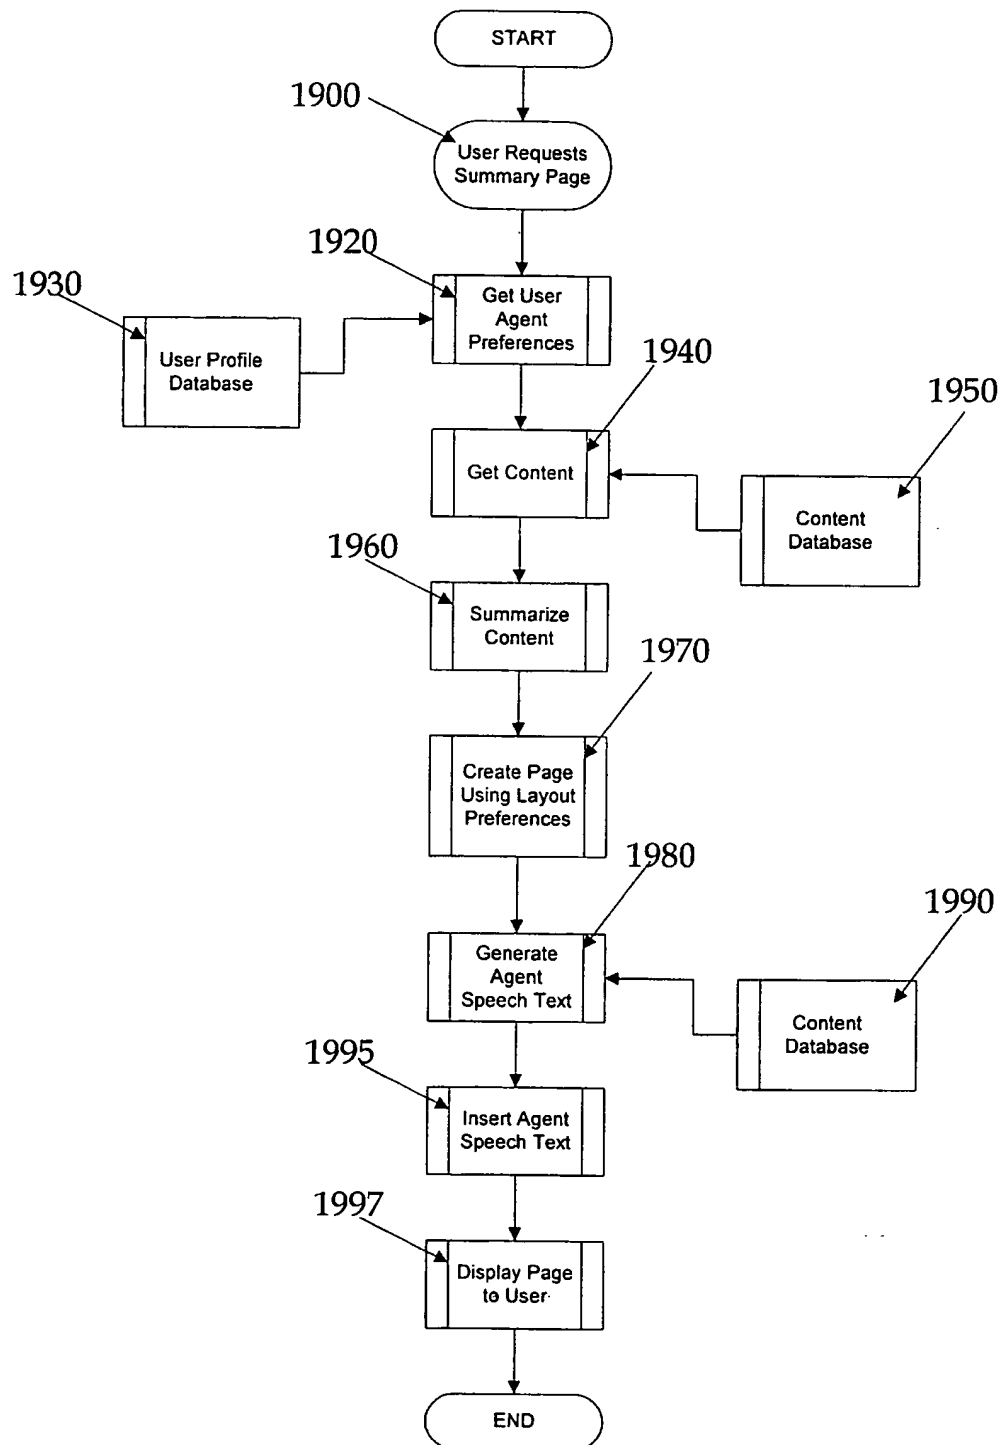 START
1900
User Requests
Summary Page
1920
Get User
Agent
Preferences
1930
User Profile
Database
1940
Get Content
1950
Content
Database
1960
Summarize
Content
1970
Create Page
Using Layout
Preferences
1980
Generate
Agent
Speech Text
1990
Content
Database
1995
Insert Agent
Speech Text
1997
Display Page
to User
END